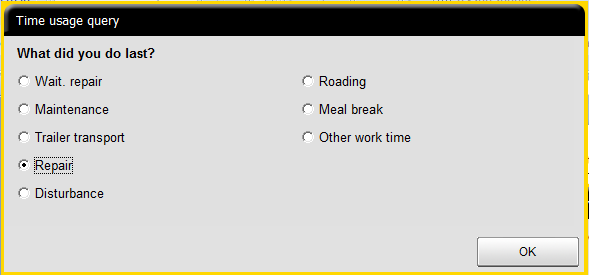 Time usage query
What did you do last?
Wait. repair
Maintenance
Trailer transport
Repair
Disturbance
Roading
Meal break
Other work time
OK